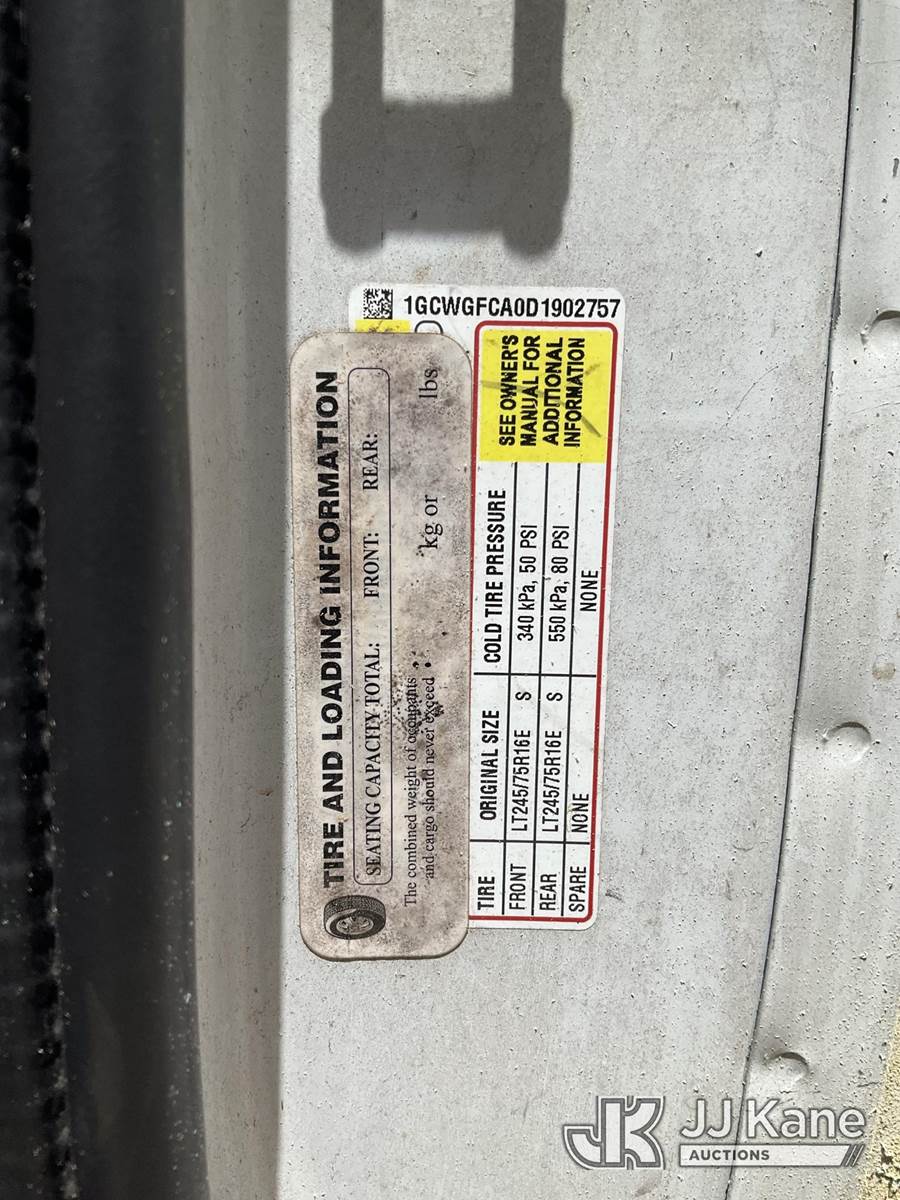 1GCWGFCA0D1902757
TIRE AND LOADING INFORMATION
SEATING CAPACITY TOTAL: FRONT: REAR:
The combined weight of occupants
and cargo should never exceed kg or lbs
TIRE ORIGINAL SIZE COLD TIRE PRESSURE
FRONT LT245/75R16E S 340 kPa, 50 PSI
REAR LT245/75R16E S 550 kPa, 80 PSI
SPARE NONE NONE
SEE OWNER'S
MANUAL FOR
ADDITIONAL
INFORMATION
JK JJ Kane
AUCTIONS